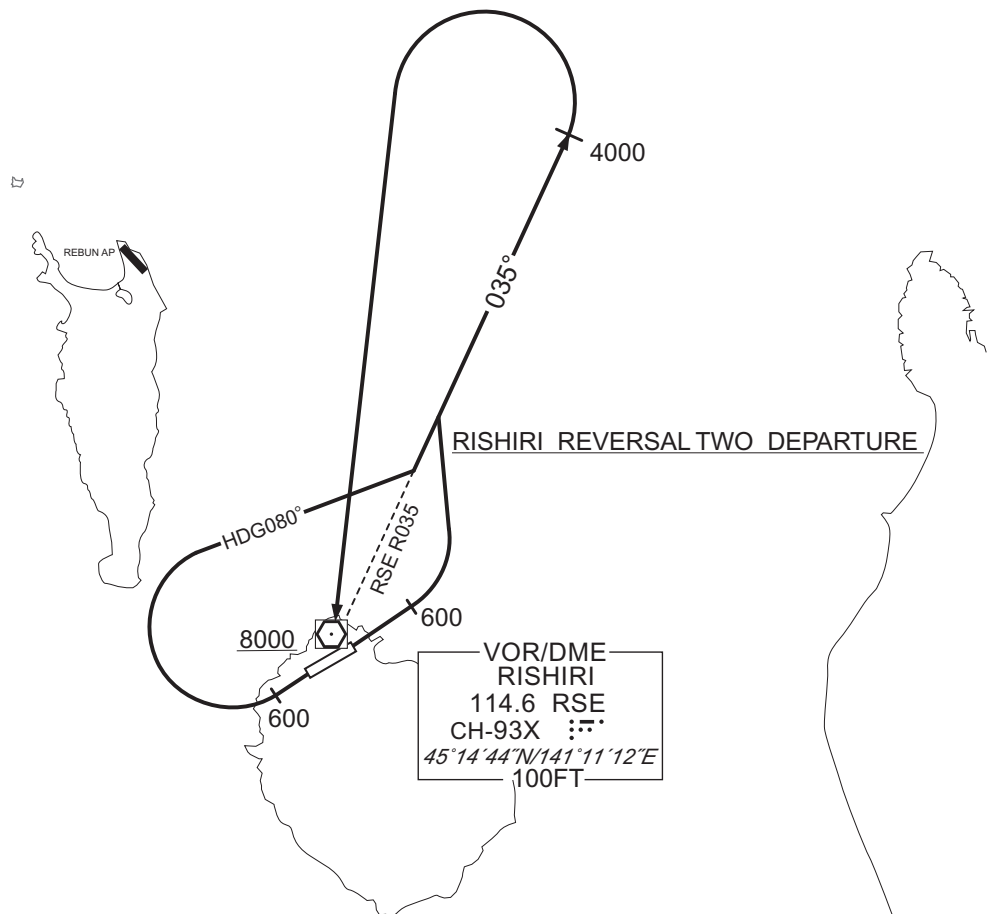 4000
REBUN AP
035°
RISHIRI REVERSAL TWO DEPARTURE
HDG080°
RSE R035
600
8000
600
VOR/DME
RISHIRI
114.6 RSE
CH-93X
45°14´44˝N/141°11´12˝E
100FT